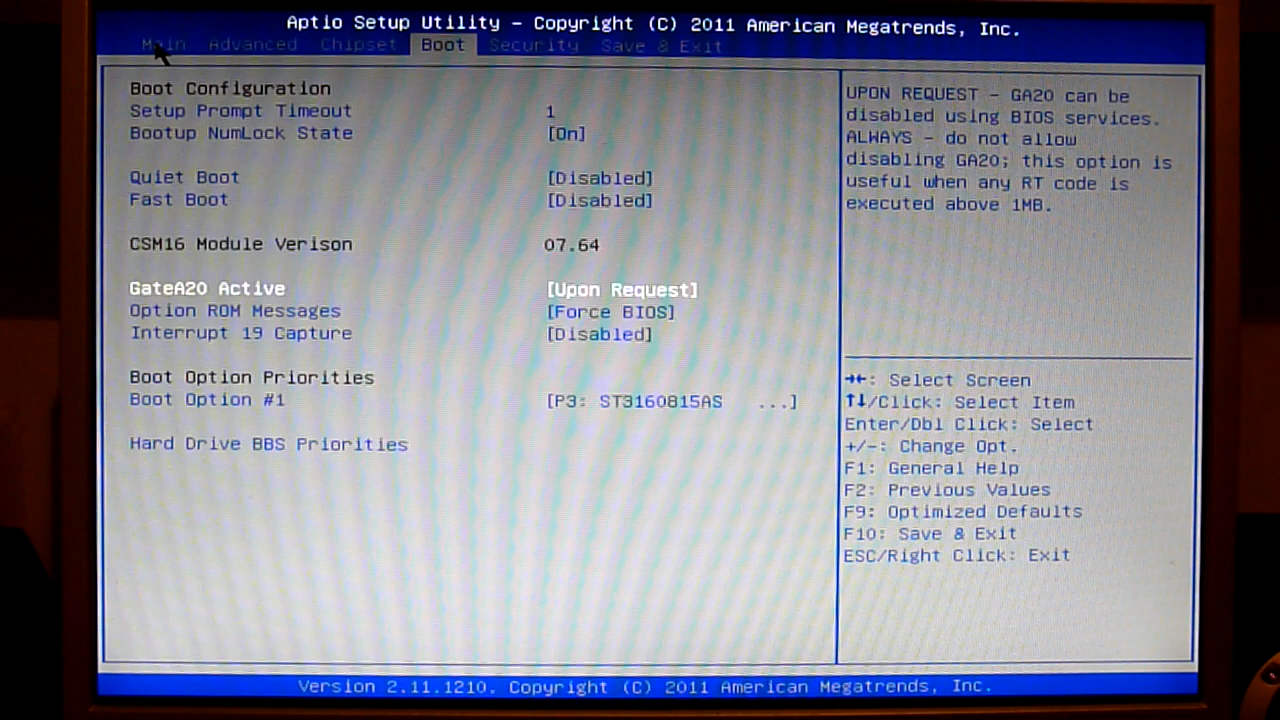 Aptio Setup Utility – Copyright (C) 2011 American Megatrends, Inc.
Main Advanced Chipset Boot Security Save & Exit
Boot Configuration
Setup Prompt Timeout 1
Bootup NumLock State [On]
Quiet Boot [Disabled]
Fast Boot [Disabled]
CSM16 Module Verison 07.64
GateA20 Active [Upon Request]
Option ROM Messages [Force BIOS]
Interrupt 19 Capture [Disabled]
Boot Option Priorities
Boot Option #1 [P3: ST3160815AS ...]
Hard Drive BBS Priorities
UPON REQUEST – GA20 can be
disabled using BIOS services.
ALWAYS – do not allow
disabling GA20; this option is
useful when any RT code is
executed above 1MB.
→←: Select Screen
↑↓/Click: Select Item
Enter/Dbl Click: Select
+/-: Change Opt.
F1: General Help
F2: Previous Values
F9: Optimized Defaults
F10: Save & Exit
ESC/Right Click: Exit
Version 2.11.1210. Copyright (C) 2011 American Megatrends, Inc.